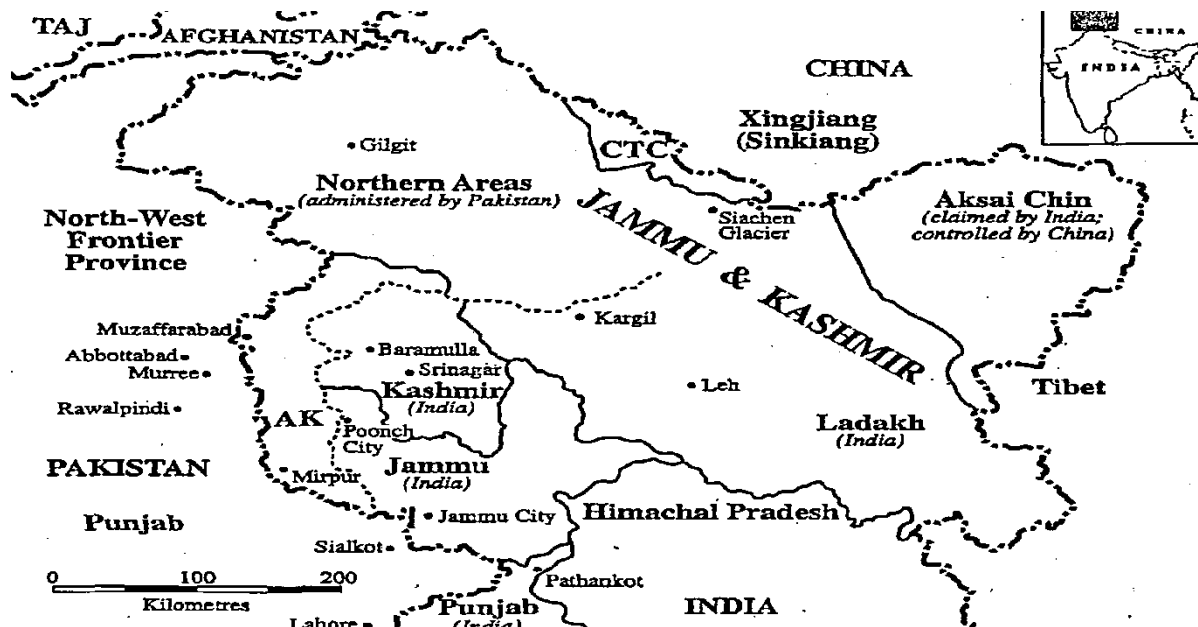 TAJ
AFGHANISTAN
CHINA
INDIA
CHINA
Xingjiang
(Sinkiang)
CTC
Gilgit
Northern Areas
(administered by Pakistan)
JAMMU & KASHMIR
Siachen
Glacier
Aksai Chin
(claimed by India;
controlled by China)
North-West
Frontier
Province
Muzaffarabad
Abbottabad
Murree
Rawalpindi
Baramulla
Srinagar
Kashmir
(India)
Kargil
Leh
Tibet
Ladakh
(India)
AK
Poonch
City
PAKISTAN
Mirpur
Jammu
(India)
Punjab
Jammu City
Himachal Pradesh
Sialkot
Pathankot
0 100 200
Kilometres
Punjab
(India)
INDIA
Lahore